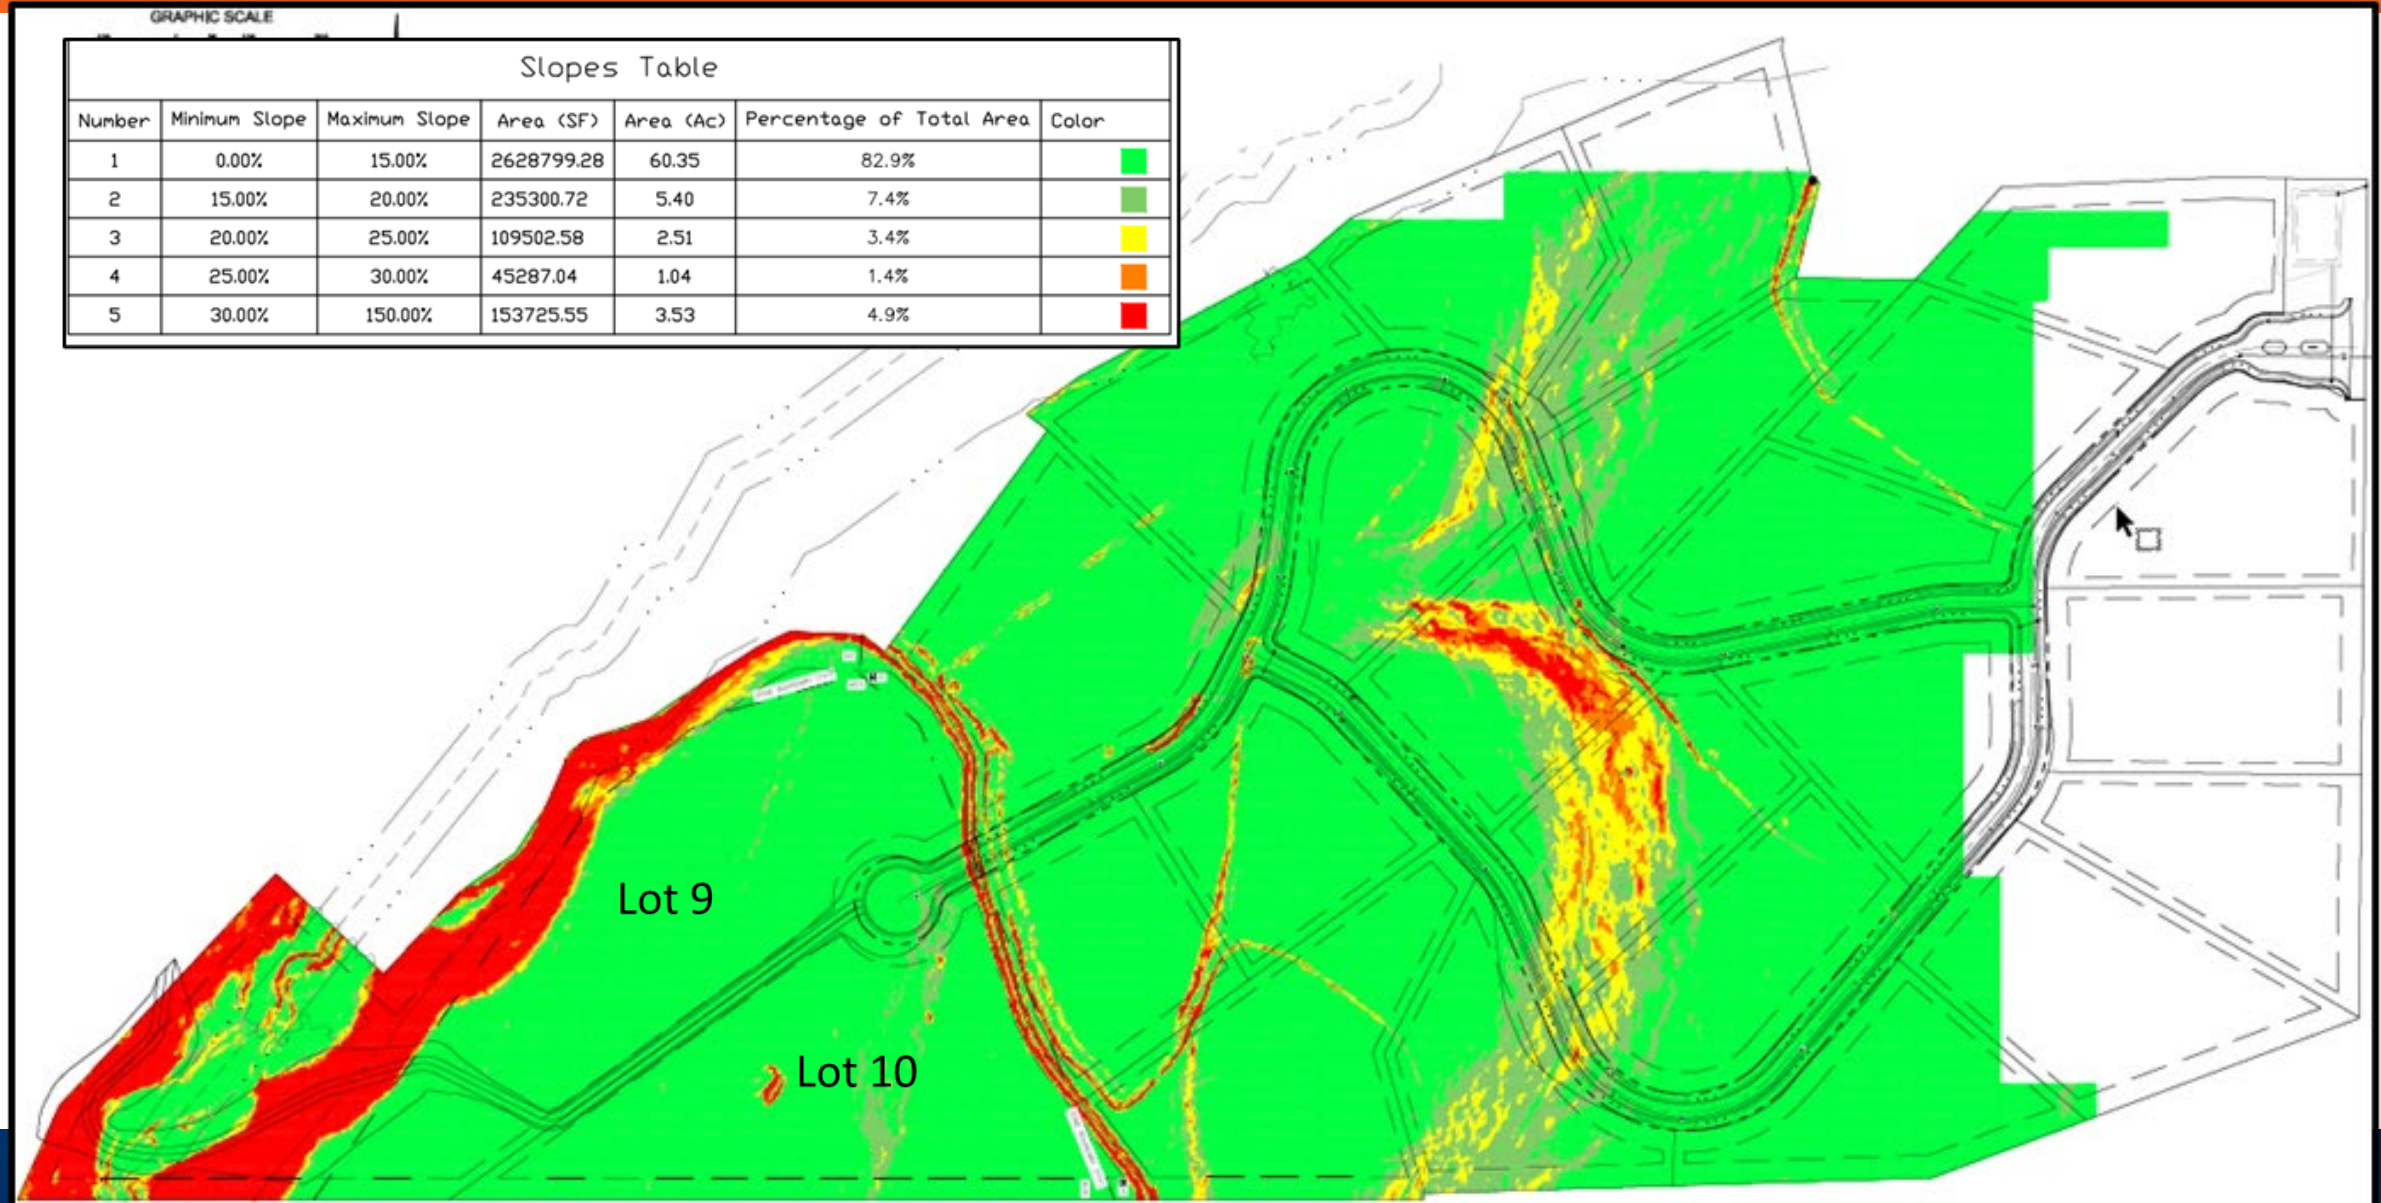 GRAPHIC SCALE
Slopes Table
Number Minimum Slope Maximum Slope Area (SF) Area (Ac) Percentage of Total Area Color
1 0.00% 15.00% 2628799.28 60.35 82.9%
2 15.00% 20.00% 235300.72 5.40 7.4%
3 20.00% 25.00% 109502.58 2.51 3.4%
4 25.00% 30.00% 45287.04 1.04 1.4%
5 30.00% 150.00% 153725.55 3.53 4.9%
Lot 9
Lot 10